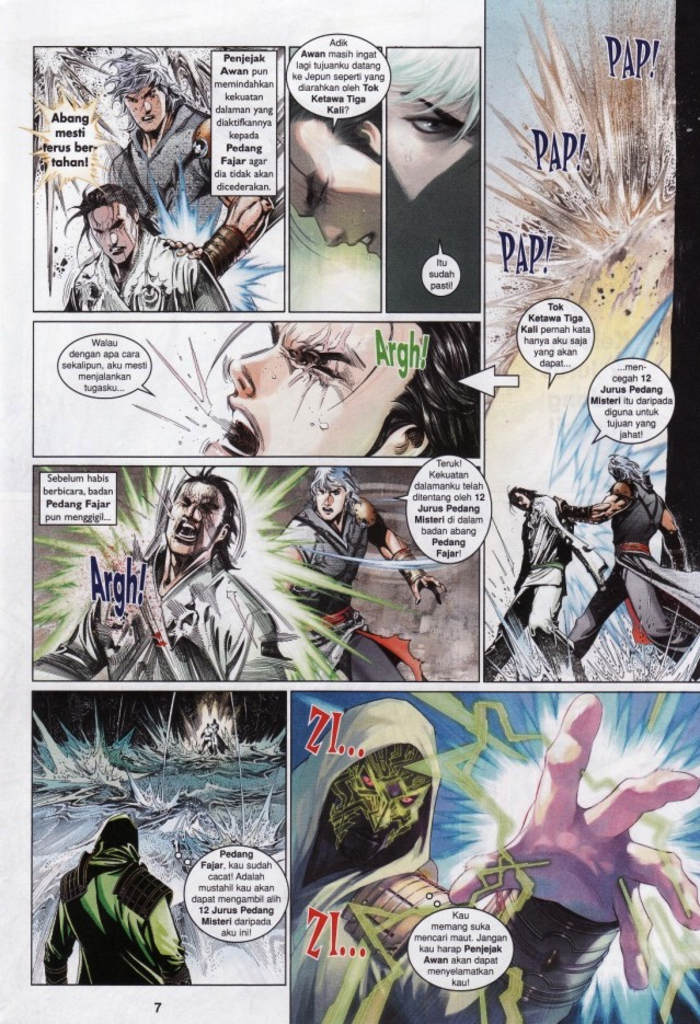 Abang
mesti
terus ber-
tahan!
Penjejak
Awan pun
memindahkan
kekuatan
dalaman yang
diaktifkannya
kepada
Pedang
Fajar agar
dia tidak akan
dicederakan.
Adik
Awan masih ingat
lagi tujuanku datang
ke Jepun seperti yang
diarahkan oleh Tok
Ketawa Tiga
Kali?
Itu
sudah
pasti!
PAP!
PAP!
PAP!
Tok
Ketawa Tiga
Kali pernah kata
hanya aku saja
yang akan
dapat...
...men-
cegah 12
Jurus Pedang
Misteri itu daripada
diguna untuk
tujuan yang
jahat!
Walau
dengan apa cara
sekalipun, aku mesti
menjalankan
tugasku...
Argh!
Sebelum habis
berbicara, badan
Pedang Fajar
pun menggigil...
Argh!
Teruk!
Kekuatan
dalamanku telah
ditentang oleh 12
Jurus Pedang
Misteri di dalam
badan abang
Pedang
Fajar!
Pedang
Fajar, kau sudah
cacat! Adalah
mustahil kau akan
dapat mengambil alih
12 Jurus Pedang
Misteri daripada
aku ini!
ZI...
ZI...
Kau
memang suka
mencari maut. Jangan
kau harap Penjejak
Awan akan dapat
menyelamatkan
kau!
7